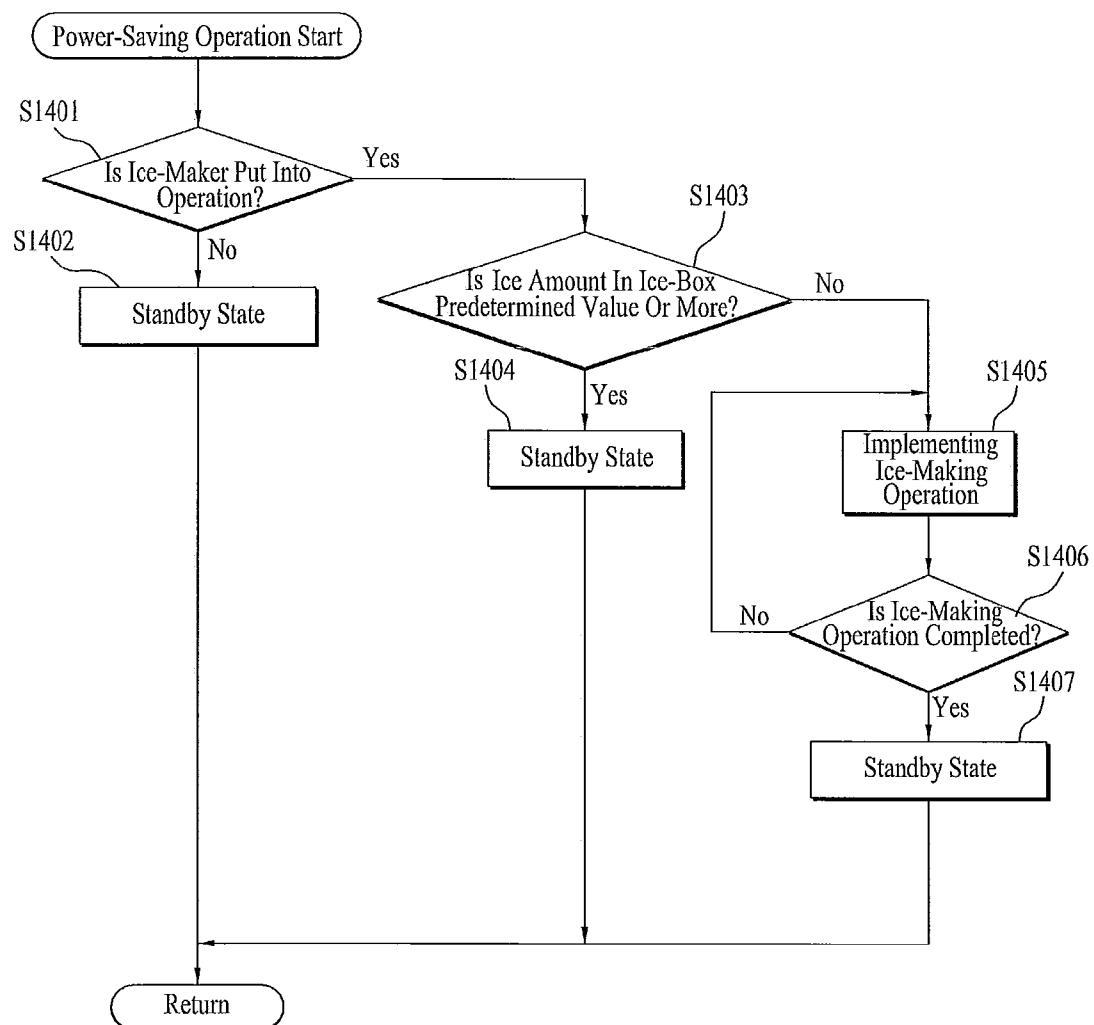 Power-Saving Operation Start
S1401
Is Ice-Maker Put Into
Operation?
Yes
No
S1402
Standby State
S1403
Is Ice Amount In Ice-Box
Predetermined Value Or More?
No
Yes
S1404
Standby State
S1405
Implementing
Ice-Making
Operation
S1406
Is Ice-Making
Operation Completed?
No
Yes
S1407
Standby State
Return